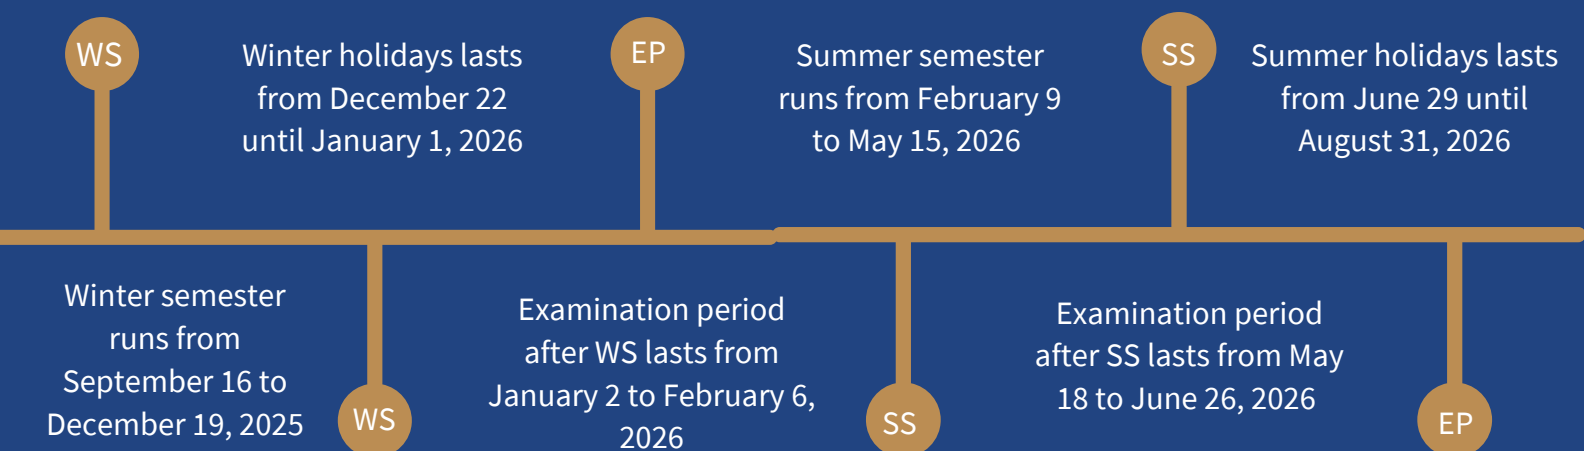 WS
Winter semester
runs from
September 16 to
December 19, 2025
Winter holidays lasts
from December 22
until January 1, 2026
WS
EP
Examination period
after WS lasts from
January 2 to February 6,
2026
Summer semester
runs from February 9
to May 15, 2026
SS
SS
Examination period
after SS lasts from May
18 to June 26, 2026
Summer holidays lasts
from June 29 until
August 31, 2026
EP